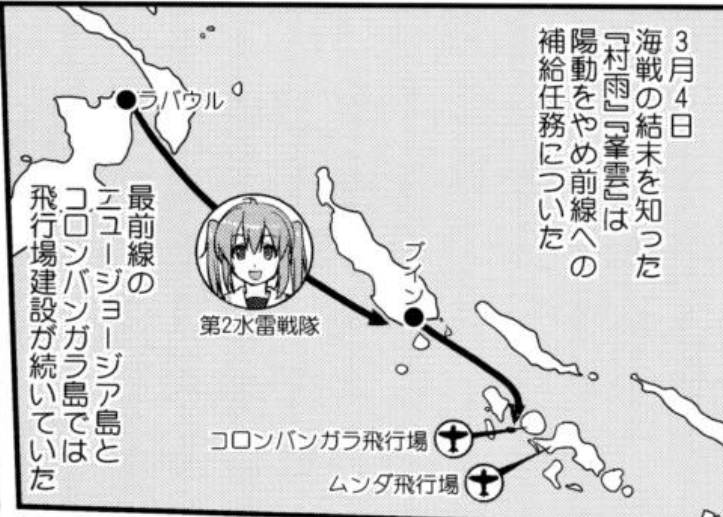 3月4日
海戦の結末を知った
『村雨』『峯雲』は
陽動をやめ前線への
補給任務についた
ラバウル
ブイン
第2水雷戦隊
最前線の
ニュージョージア島と
コロンバンガラ島では
飛行場建設が続いていた
コロンバンガラ飛行場
ムンダ飛行場